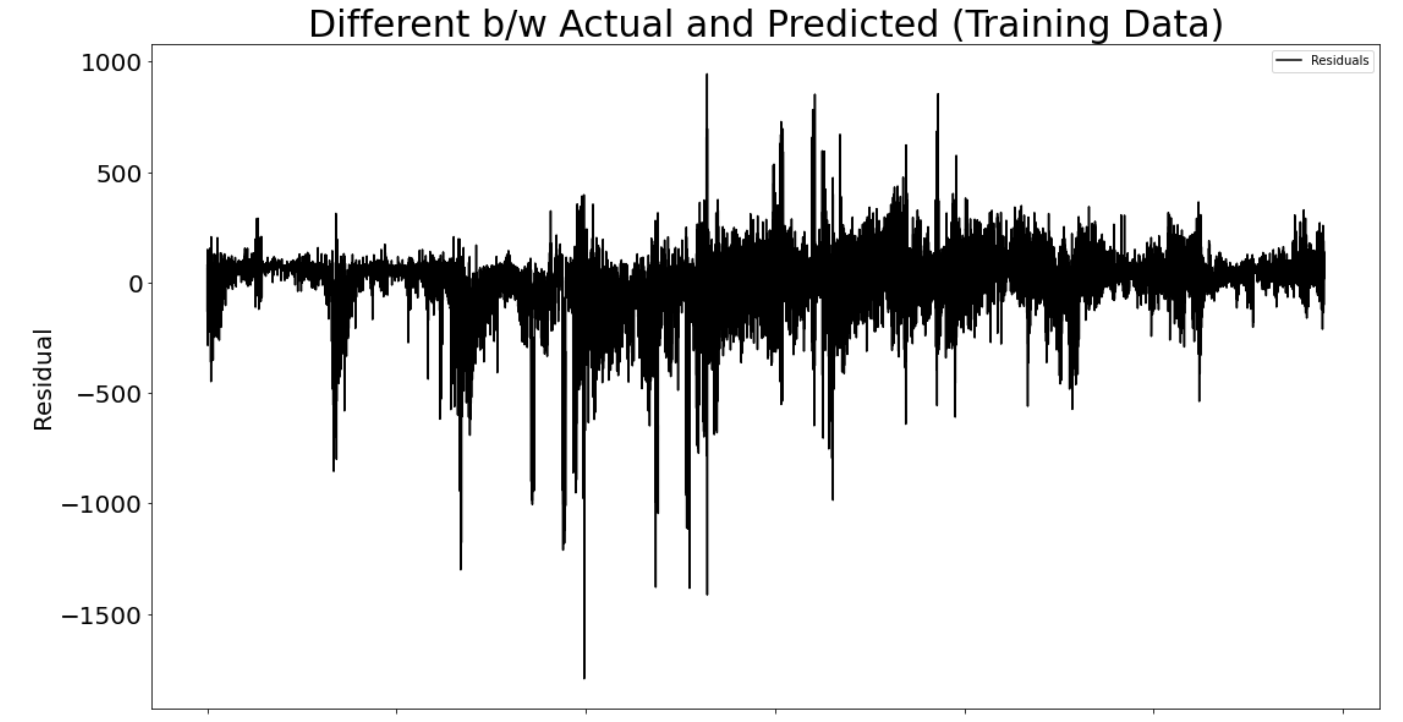 Different b/w Actual and Predicted (Training Data)
Residuals
1000
500
0
−500
−1000
−1500
Residual